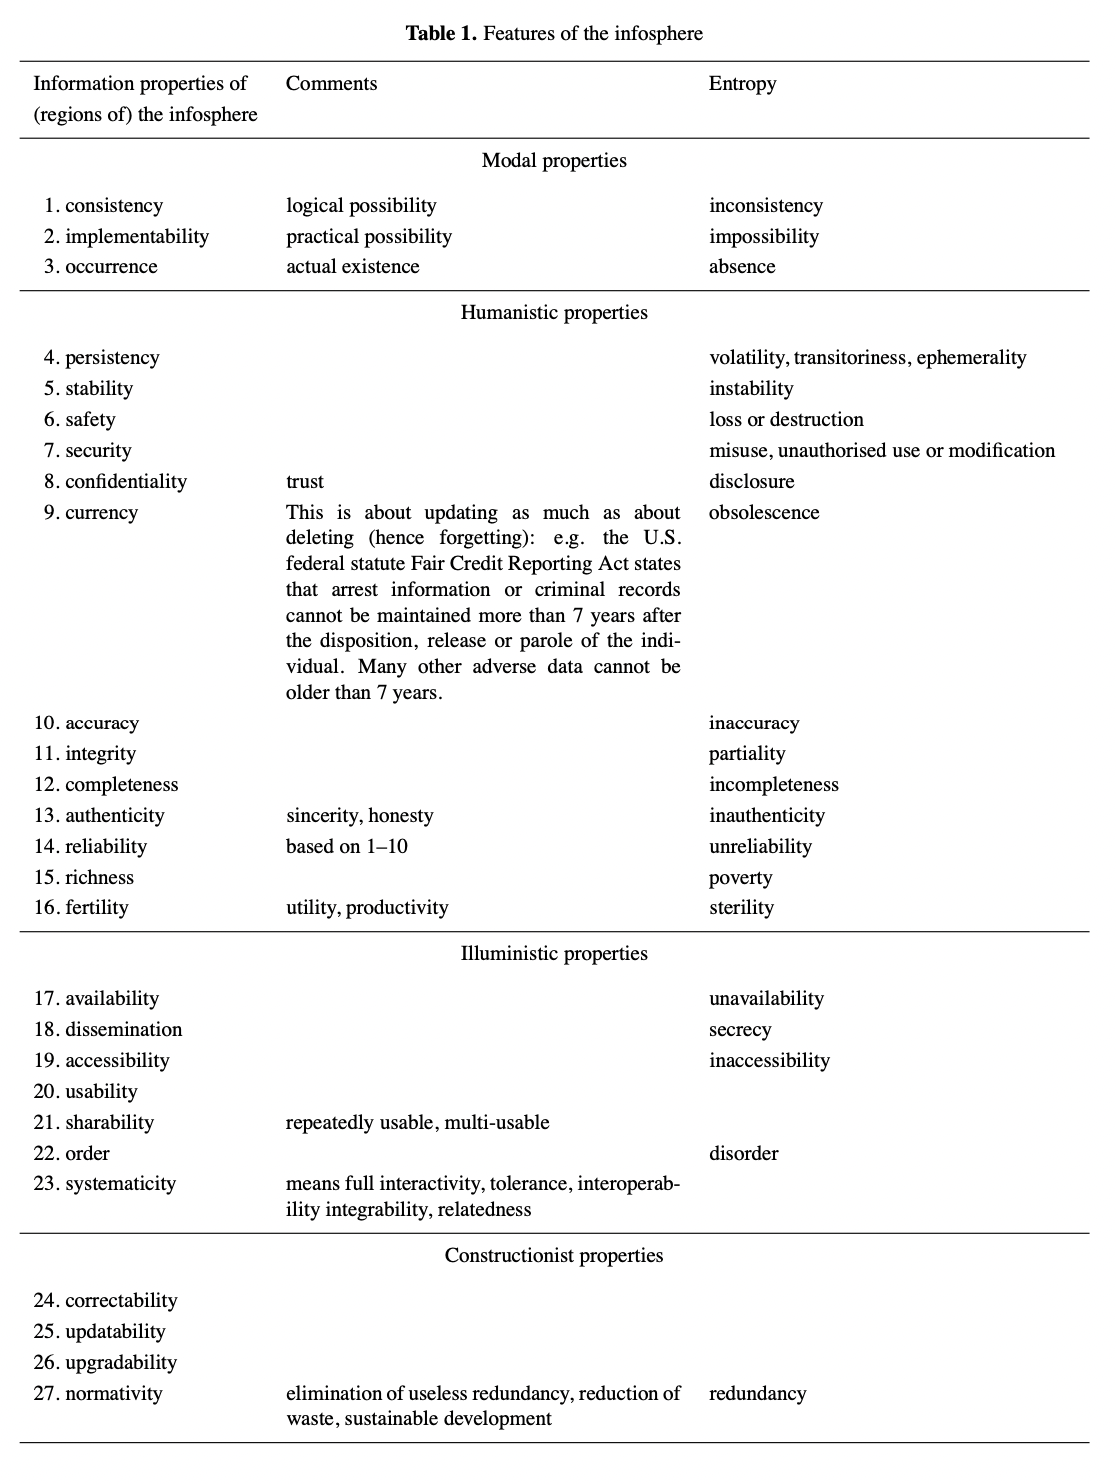 Table 1. Features of the infosphere
Information properties of Comments Entropy
(regions of) the infosphere
Modal properties
1. consistency logical possibility inconsistency
2. implementability practical possibility impossibility
3. occurrence actual existence absence
Humanistic properties
4. persistency volatility, transitoriness, ephemerality
5. stability instability
6. safety loss or destruction
7. security misuse, unauthorised use or modification
8. confidentiality trust disclosure
9. currency This is about updating as much as about obsolescence
deleting (hence forgetting): e.g. the U.S.
federal statute Fair Credit Reporting Act states
that arrest information or criminal records
cannot be maintained more than 7 years after
the disposition, release or parole of the indi-
vidual. Many other adverse data cannot be
older than 7 years.
10. accuracy inaccuracy
11. integrity partiality
12. completeness incompleteness
13. authenticity sincerity, honesty inauthenticity
14. reliability based on 1–10 unreliability
15. richness poverty
16. fertility utility, productivity sterility
Illuministic properties
17. availability unavailability
18. dissemination secrecy
19. accessibility inaccessibility
20. usability
21. sharability repeatedly usable, multi-usable
22. order disorder
23. systematicity means full interactivity, tolerance, interoperab-
ility integrability, relatedness
Constructionist properties
24. correctability
25. updatability
26. upgradability
27. normativity elimination of useless redundancy, reduction of redundancy
waste, sustainable development